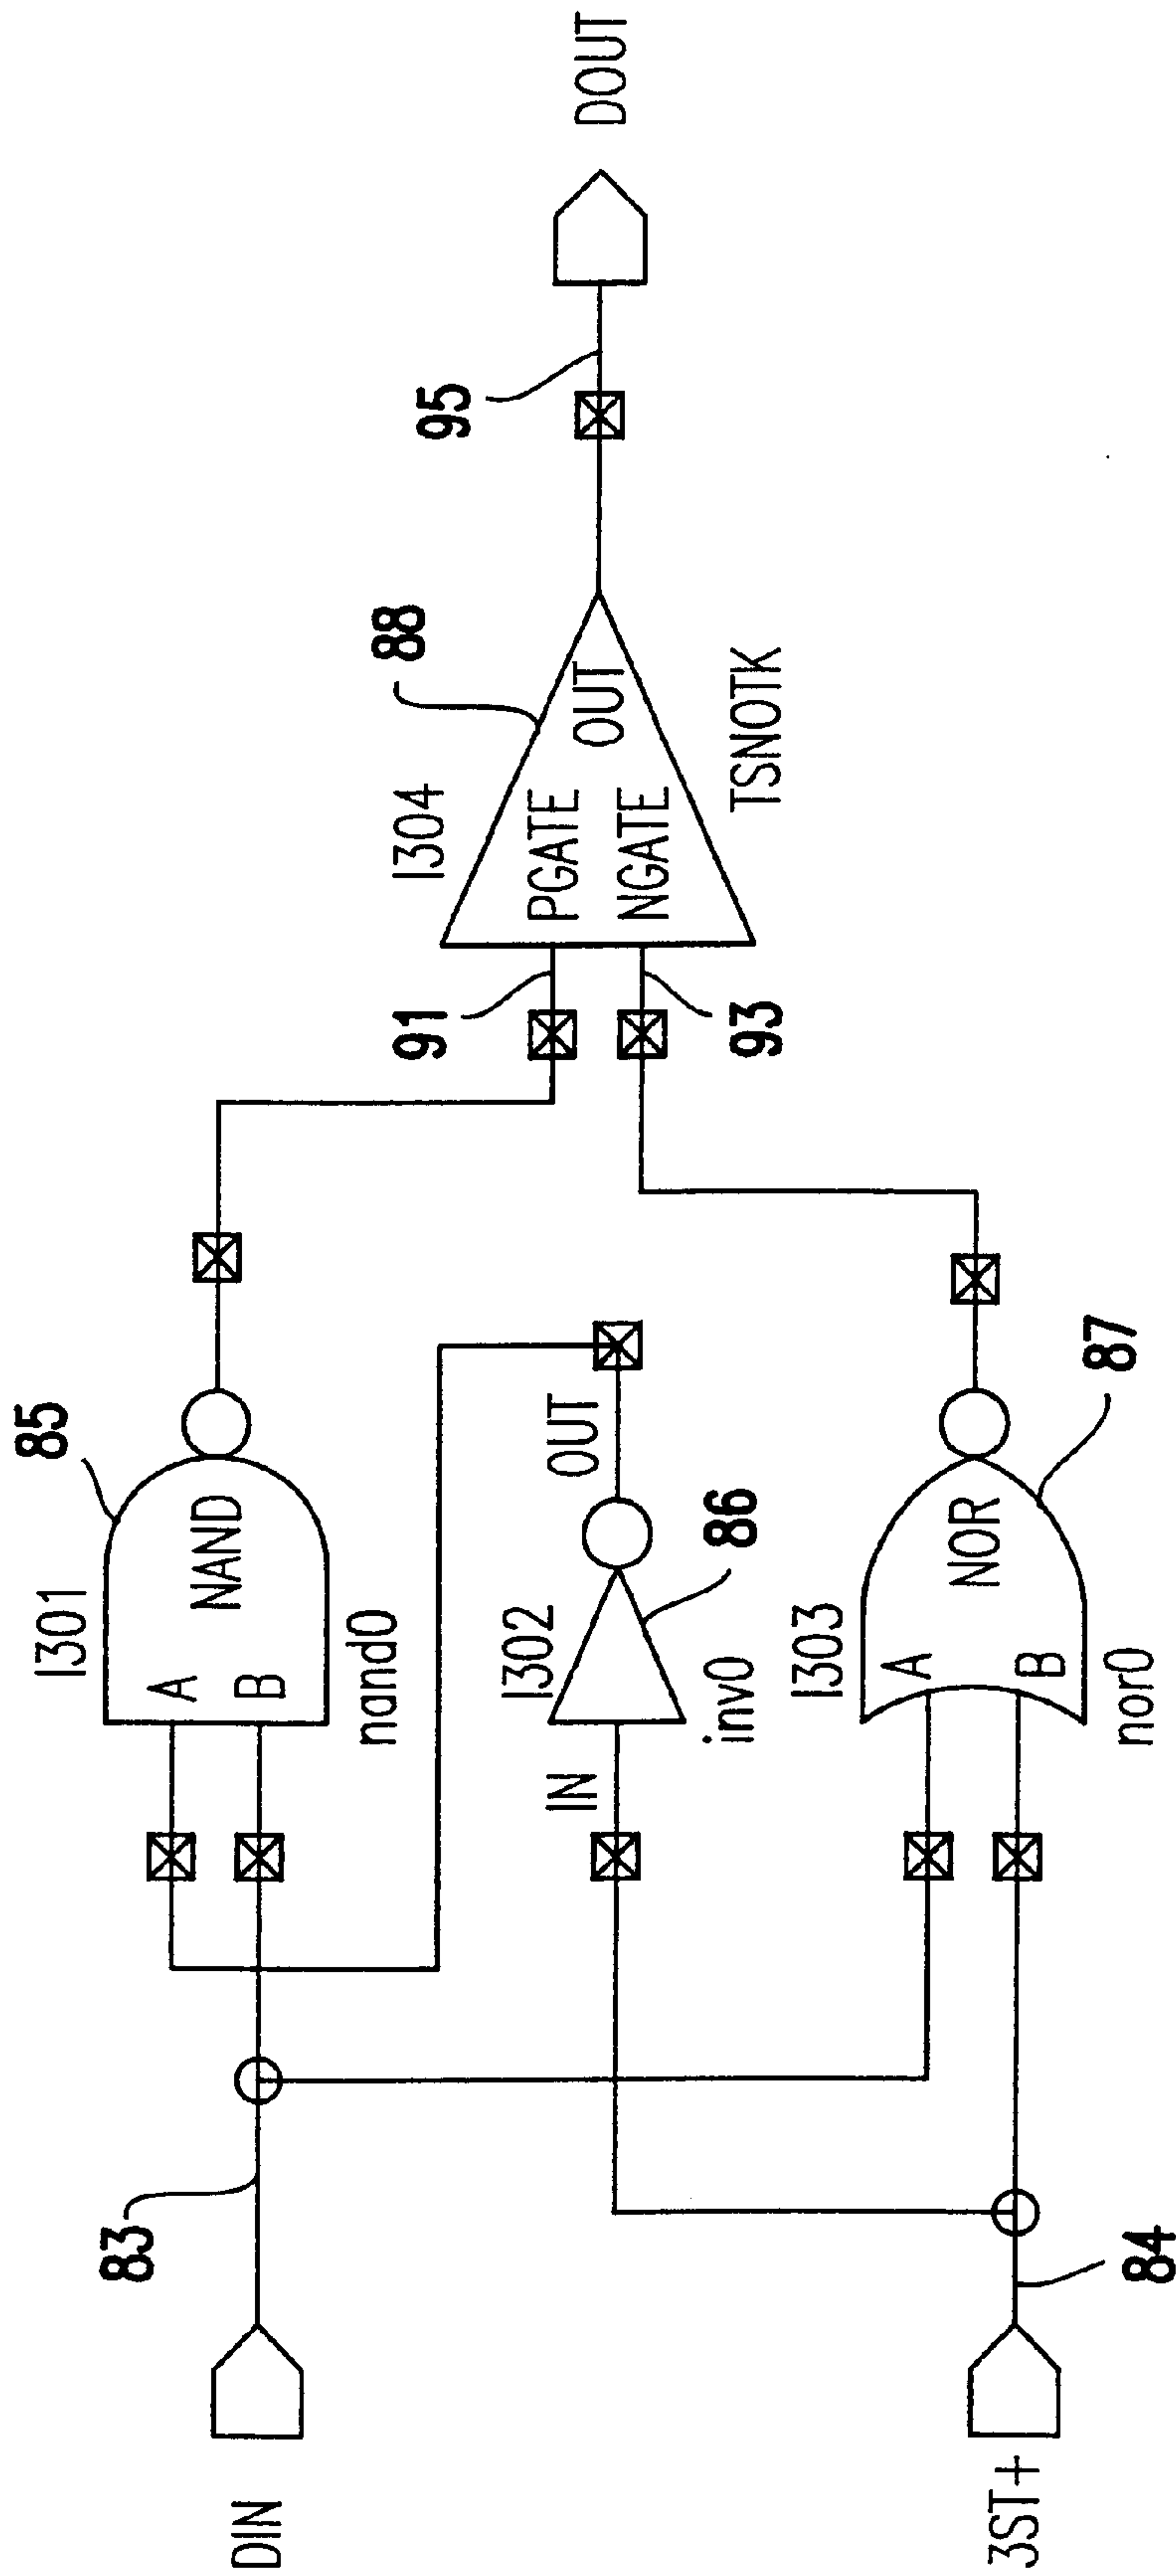 DIN
83
I301
85
A
B
NAND
nand0
I302
IN
OUT
86
inv0
3ST+
84
I303
A
B
NOR
87
nor0
91
93
I304
88
PGATE
NGATE
OUT
TSNOTK
95
DOUT